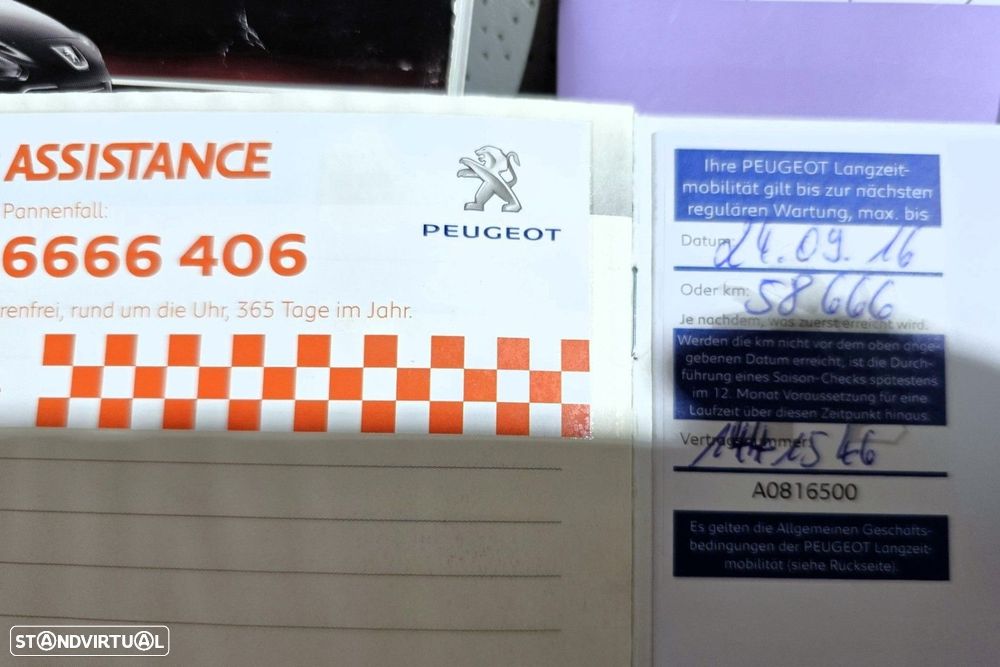 ASSISTANCE
Pannenfall:
6666 406
renfrei, rund um die Uhr, 365 Tage im Jahr.
PEUGEOT
Ihre PEUGEOT Langzeit-
mobilität gilt bis zur nächsten
regulären Wartung, max. bis
Datum: 24.09.16
Oder km: 58666
Je nachdem, was zuerst erreicht wird.
Werden die km nicht vor dem oben ange-
gebenen Datum erreicht, ist die Durch-
führung eines Saison-Checks spätestens
im 12. Monat Voraussetzung für eine
Laufzeit über diesen Zeitpunkt hinaus.
Vertragsnummer:
A0816500
Es gelten die Allgemeinen Geschäfts-
bedingungen der PEUGEOT Langzeit-
mobilität (siehe Rückseite).
STANDVIRTUAL